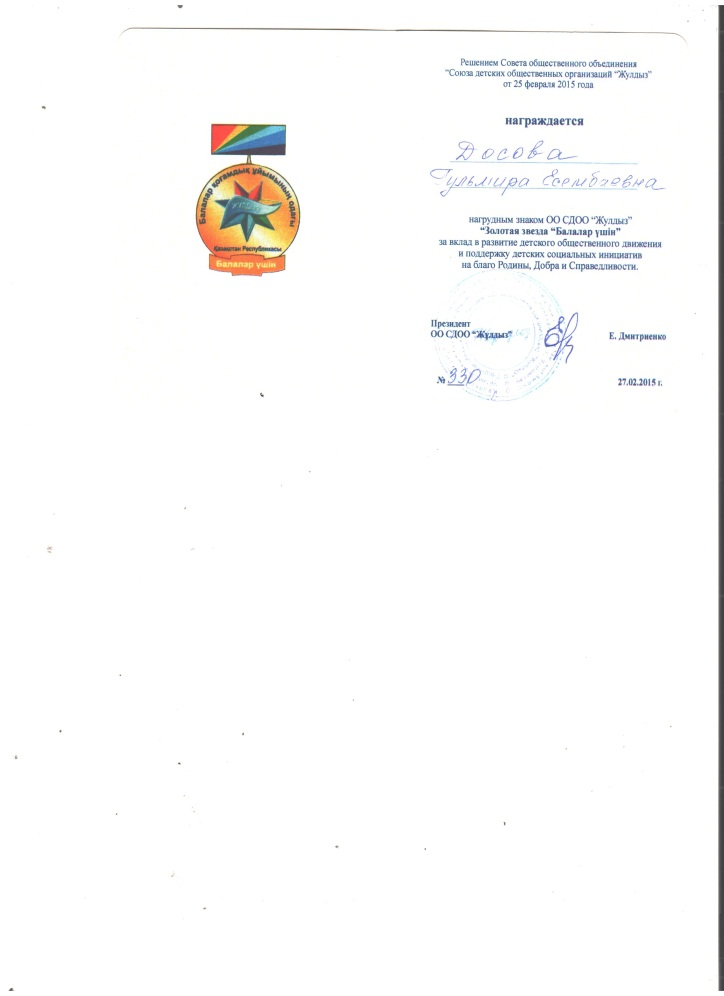 Балалар қоғамдық ұйымының одағы
Қазақстан Республикасы
Балалар үшін
Решением Совета общественного объединения
“Союза детских общественных организаций “Жулдыз”
от 25 февраля 2015 года
награждается
Досова
Гульмира Есембаевна
нагрудным знаком ОО СДОО “Жулдыз”
“Золотая звезда “Балалар үшін”
за вклад в развитие детского общественного движения
и поддержку детских социальных инициатив
на благо Родины, Добра и Справедливости.
Президент
ОО СДОО “Жұлдыз” Е. Дмитриенко
№ 330 27.02.2015 г.